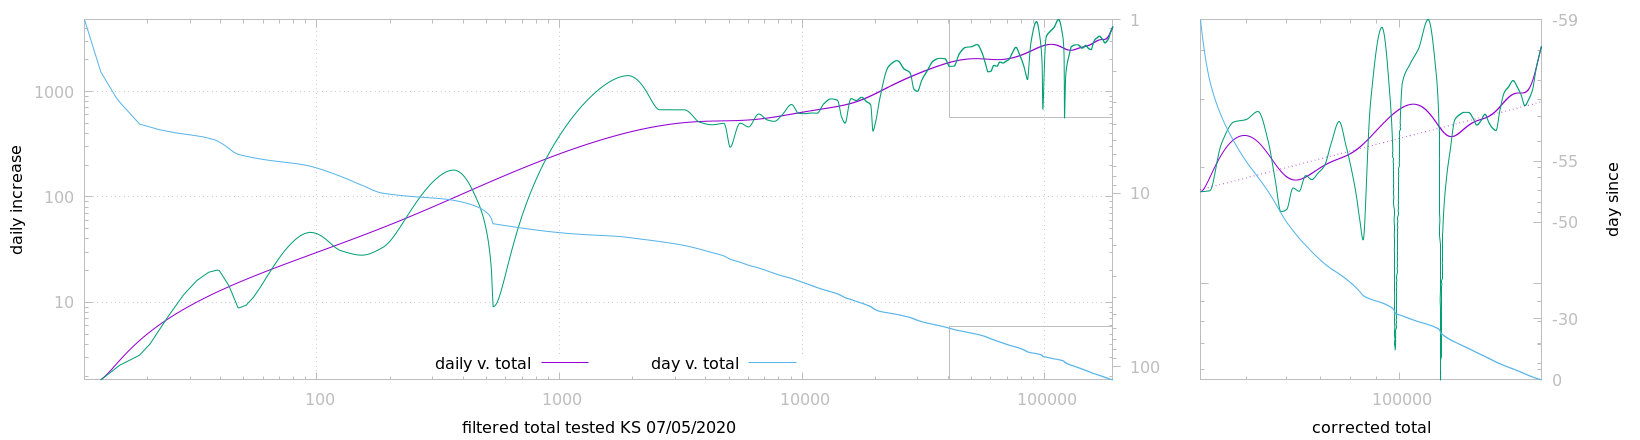 daily increase
1000
100
10
100
1000
10000
100000
1
10
100
daily v. total
day v. total
filtered total tested KS 07/05/2020
100000
corrected total
-59
-55
-50
-30
0
day since